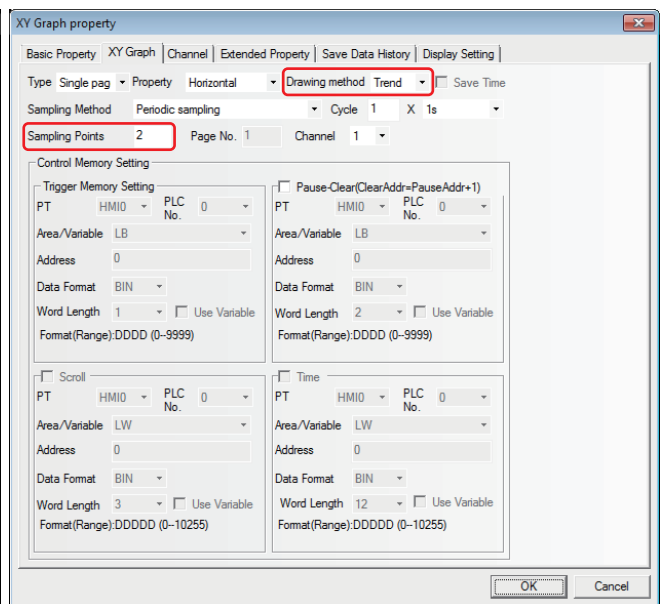 XY Graph property
Basic Property XY Graph Channel Extended Property Save Data History Display Setting
Type Single pag Property Horizontal Drawing method Trend Save Time
Sampling Method Periodic sampling Cycle 1 X 1s
Sampling Points 2 Page No. 1 Channel 1
Control Memory Setting
Trigger Memory Setting
PT HMI0 PLC No. 0
Area/Variable LB
Address 0
Data Format BIN
Word Length 1 Use Variable
Format(Range):DDDD (0--9999)
Pause-Clear(ClearAddr=PauseAddr+1)
PT HMI0 PLC No. 0
Area/Variable LB
Address 0
Data Format BIN
Word Length 2 Use Variable
Format(Range):DDDD (0--9999)
Scroll
PT HMI0 PLC No. 0
Area/Variable LW
Address 0
Data Format BIN
Word Length 3 Use Variable
Format(Range):DDDDD (0--10255)
Time
PT HMI0 PLC No. 0
Area/Variable LW
Address 0
Data Format BIN
Word Length 12 Use Variable
Format(Range):DDDDD (0--10255)
OK Cancel